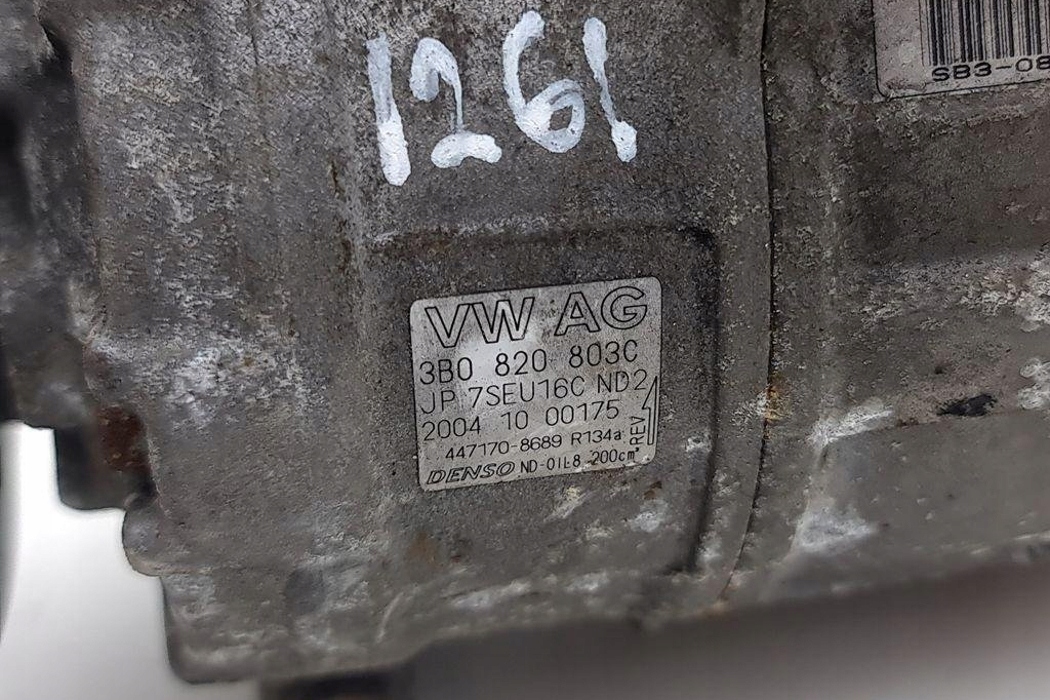 1261
SB3-08
VW AG
3B0 820 803C
JP 7SEU16C ND2
2004 10 00175
447170-8689 R134a
DENSO ND-OIL8 200cm³
REV 1